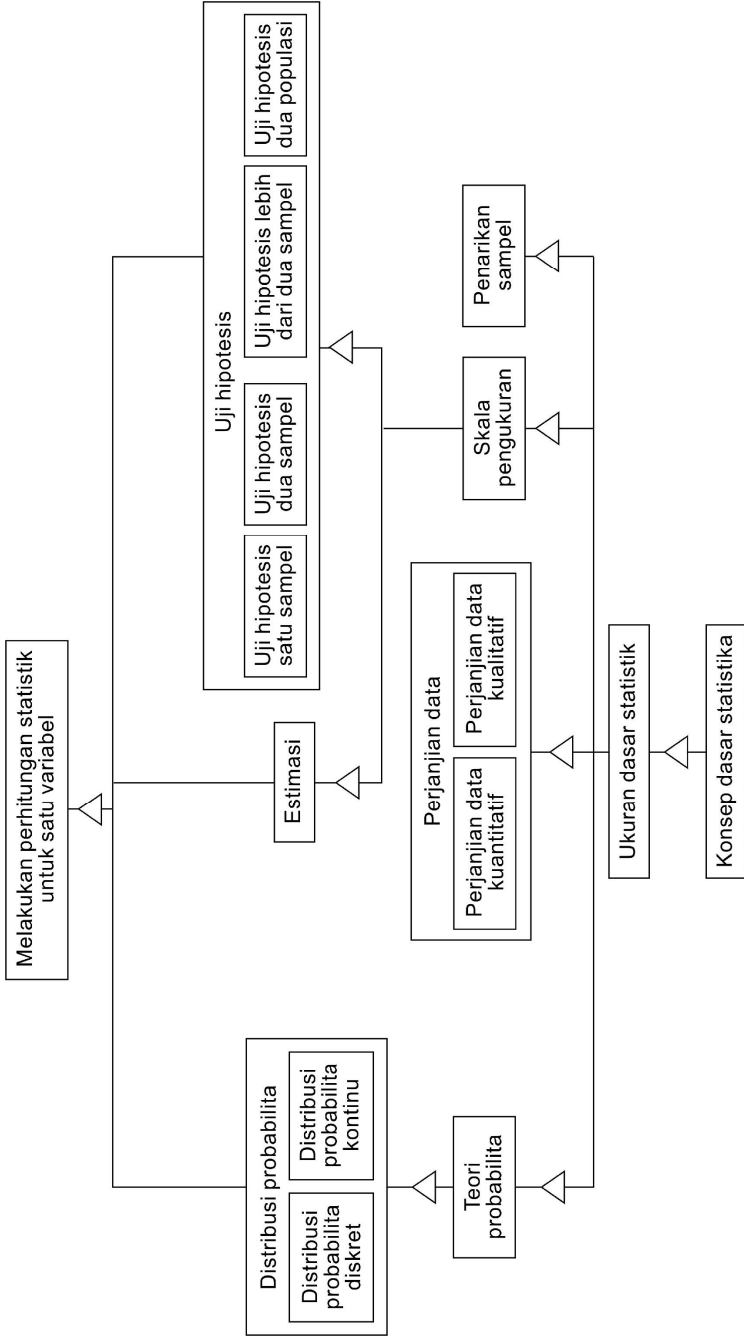 Melakukan perhitungan statistik
untuk satu variabel
Distribusi probabilita
Distribusi
probabilita
diskret
Distribusi
probabilita
kontinu
Estimasi
Uji hipotesis
Uji hipotesis
satu sampel
Uji hipotesis
dua sampel
Uji hipotesis lebih
dari dua sampel
Uji hipotesis
dua populasi
Teori
probabilita
Perjanjian data
Perjanjian data
kuantitatif
Perjanjian data
kualitatif
Skala
pengukuran
Penarikan
sampel
Ukuran dasar statistik
Konsep dasar statistika